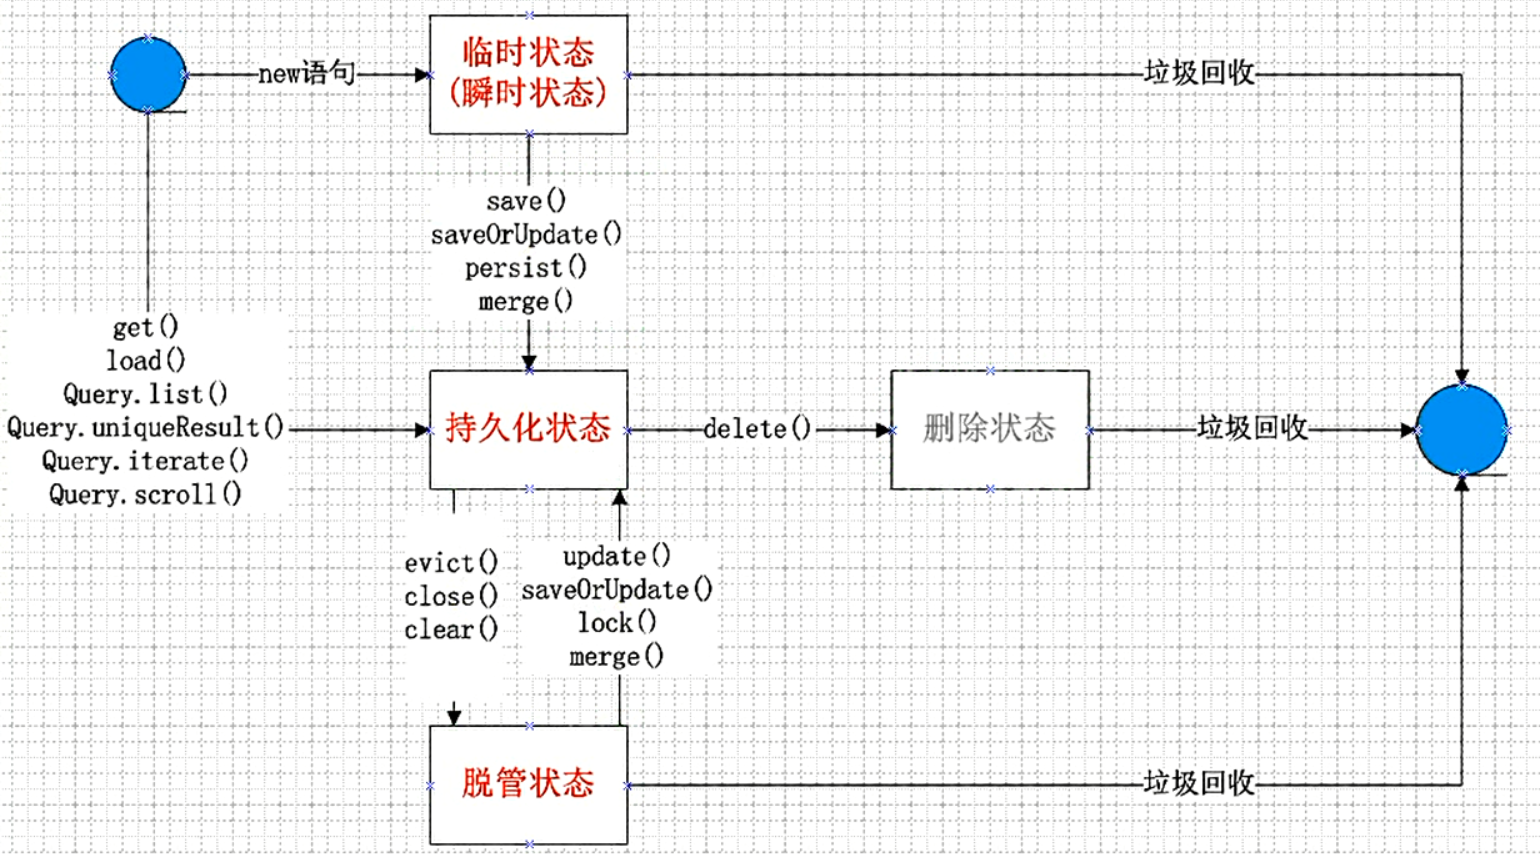 new语句
临时状态
(瞬时状态)
垃圾回收
save()
saveOrUpdate()
persist()
merge()
get()
load()
Query.list()
Query.uniqueResult()
Query.iterate()
Query.scroll()
持久化状态
delete()
删除状态
垃圾回收
evict()
close()
clear()
update()
saveOrUpdate()
lock()
merge()
脱管状态
垃圾回收